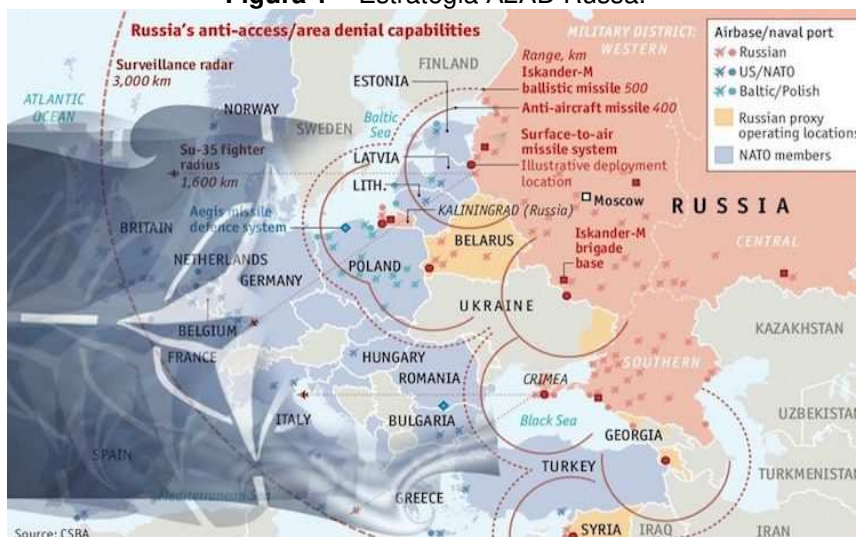 Figura 1 – Estratégia A2AD Russa.
Russia's anti-access/area denial capabilities
Surveillance radar
3,000 km
ATLANTIC
OCEAN
NORWAY
SWEDEN
FINLAND
ESTONIA
Baltic
Sea
LATVIA
LITH.
Su-35 fighter
radius
1,600 km
Aegis missile
defence system
BRITAIN
NETHERLANDS
GERMANY
BELGIUM
FRANCE
SPAIN
ITALY
Mediterranean Sea
POLAND
KALININGRAD (Russia)
BELARUS
UKRAINE
HUNGARY
ROMANIA
BULGARIA
GREECE
CRIMEA
Black Sea
TURKEY
GEORGIA
SYRIA
IRAQ
IRAN
MILITARY DISTRICT:
WESTERN
Range, km
Iskander-M
ballistic missile 500
Anti-aircraft missile 400
Surface-to-air
missile system
Illustrative deployment
location
Moscow
RUSSIA
CENTRAL
Iskander-M
brigade
base
SOUTHERN
KAZAKHSTAN
UZBEKISTAN
TURKMENISTAN
Airbase/naval port
Russian
US/NATO
Baltic/Polish
Russian proxy
operating locations
NATO members
Source: CSBA